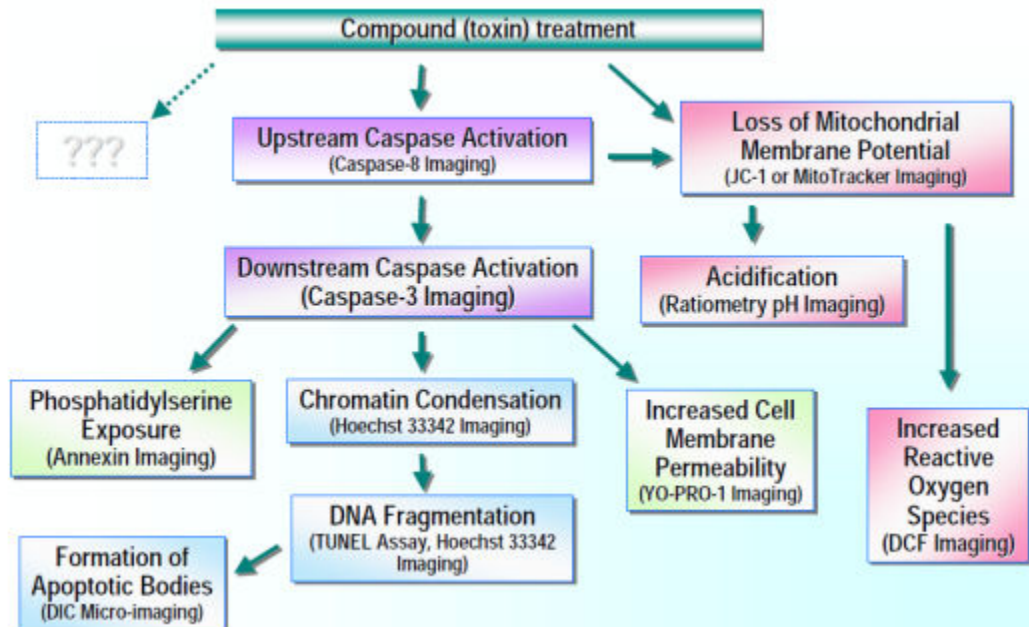 Compound (toxin) treatment
???
Upstream Caspase Activation
(Caspase-8 Imaging)
Loss of Mitochondrial
Membrane Potential
(JC-1 or MitoTracker Imaging)
Downstream Caspase Activation
(Caspase-3 Imaging)
Acidification
(Ratiometry pH Imaging)
Phosphatidylserine
Exposure
(Annexin Imaging)
Chromatin Condensation
(Hoechst 33342 Imaging)
Increased Cell
Membrane
Permeability
(YO-PRO-1 Imaging)
Increased
Reactive
Oxygen
Species
(DCF Imaging)
DNA Fragmentation
(TUNEL Assay, Hoechst 33342
Imaging)
Formation of
Apoptotic Bodies
(DIC Micro-imaging)